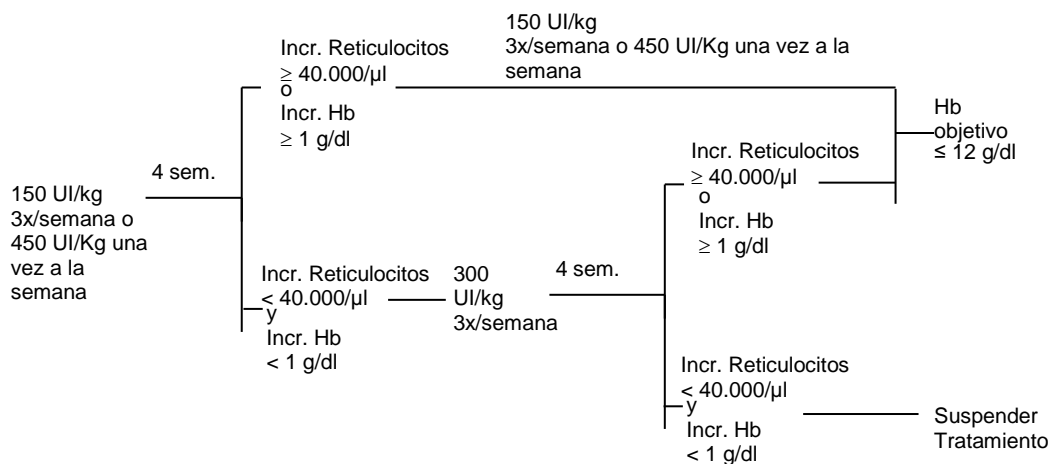 150 UI/kg
3x/semana o
450 UI/Kg una
vez a la
semana
4 sem.
Incr. Reticulocitos
≥ 40.000/µl
o
Incr. Hb
≥ 1 g/dl
150 UI/kg
3x/semana o 450 UI/Kg una vez a la
semana
Incr. Reticulocitos
< 40.000/µl
y
Incr. Hb
< 1 g/dl
300
UI/kg
3x/semana
4 sem.
Incr. Reticulocitos
≥ 40.000/µl
o
Incr. Hb
≥ 1 g/dl
Hb
objetivo
≤ 12 g/dl
Incr. Reticulocitos
< 40.000/µl
y
Incr. Hb
< 1 g/dl
Suspender
Tratamiento